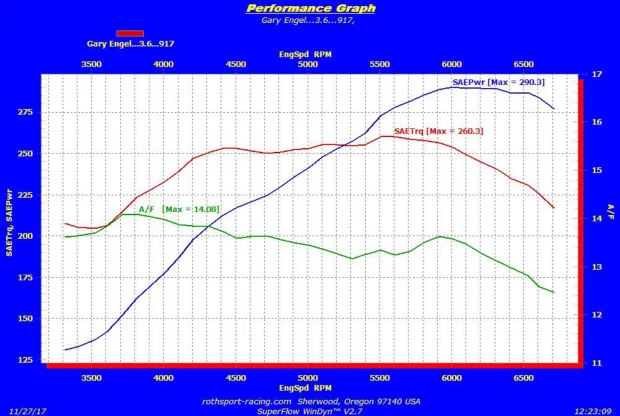 Performance Graph
Gary Engel...3.6...917,
Gary Engel...3.6...917
EngSpd RPM
3500 4000 4500 5000 5500 6000 6500
17
SAEPwr [Max = 290.3]
275
16
SAETrq [Max = 260.3]
250
15
225
A/F [Max = 14.08]
14
SAETrq, SAEPwr
200
A/F
13
175
12
150
125
11
3500 4000 4500 5000 5500 6000 6500
EngSpd RPM
rothsport-racing.com Sherwood, Oregon 97140 USA
11/27/17 SuperFlow WinDyn™ V2.7 12:23:09